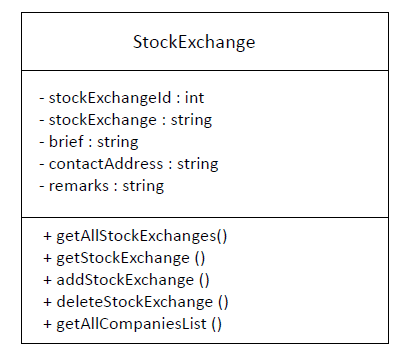 StockExchange
- stockExchangeId : int
- stockExchange : string
- brief : string
- contactAddress : string
- remarks : string
+ getAllStockExchanges()
+ getStockExchange ()
+ addStockExchange ()
+ deleteStockExchange ()
+ getAllCompaniesList ()